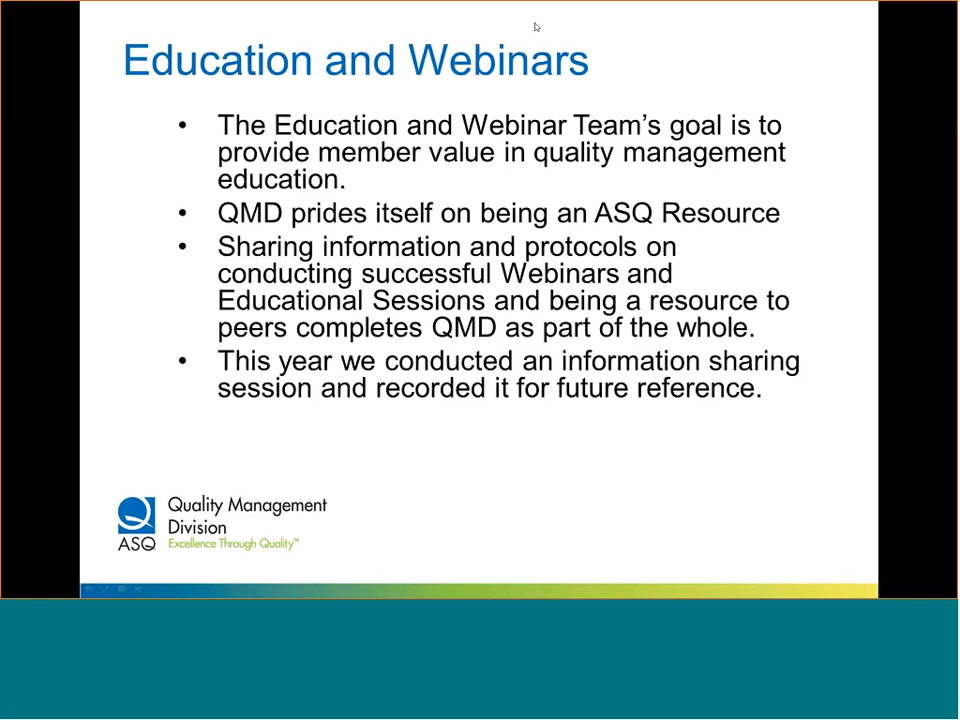 Education and Webinars
• The Education and Webinar Team's goal is to
provide member value in quality management
education.
• QMD prides itself on being an ASQ Resource
• Sharing information and protocols on
conducting successful Webinars and
Educational Sessions and being a resource to
peers completes QMD as part of the whole.
• This year we conducted an information sharing
session and recorded it for future reference.
Quality Management
Division
ASQ Excellence Through Quality™